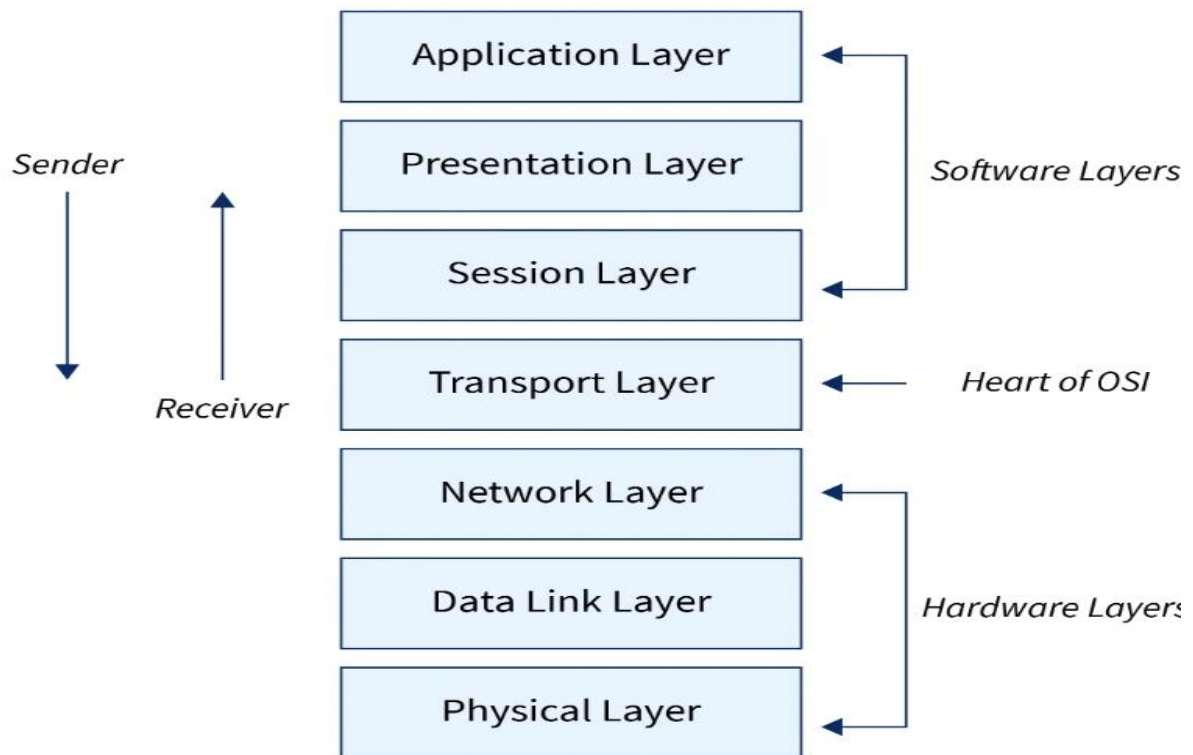 Application Layer
Presentation Layer
Sender
Software Layers
Session Layer
Transport Layer
Heart of OSI
Receiver
Network Layer
Data Link Layer
Hardware Layers
Physical Layer